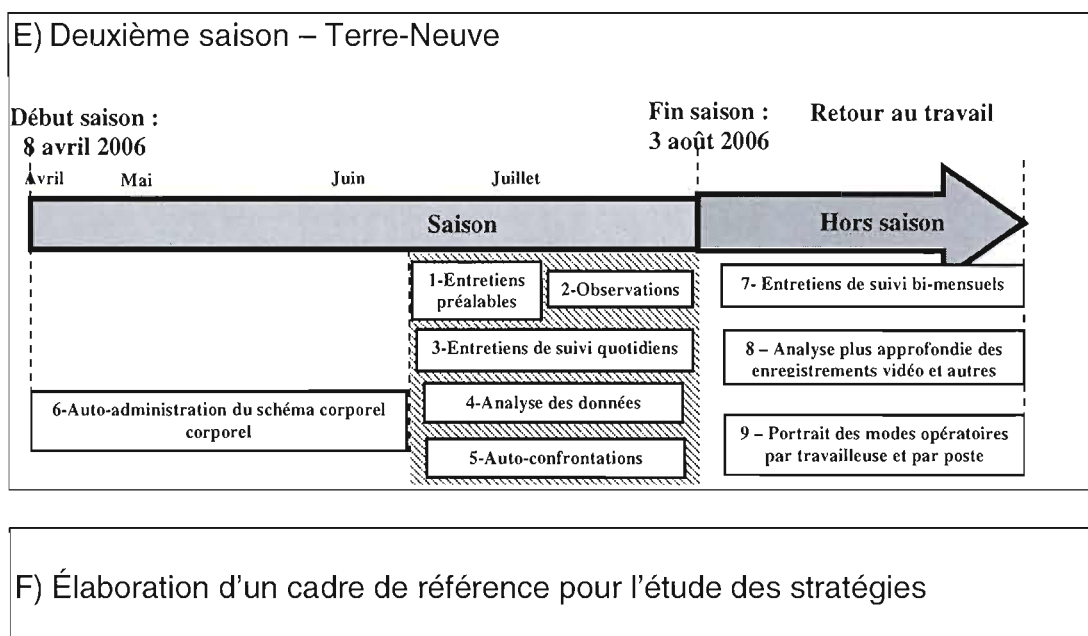 E) Deuxième saison – Terre-Neuve
Début saison :
8 avril 2006
Fin saison :
3 août 2006
Retour au travail
Avril
Mai
Juin
Juillet
Saison
Hors saison
1-Entretiens
préalables
2-Observations
3-Entretiens de suivi quotidiens
4-Analyse des données
5-Auto-confrontations
6-Auto-administration du schéma corporel
corporel
7- Entretiens de suivi bi-mensuels
8 – Analyse plus approfondie des
enregistrements vidéo et autres
9 – Portrait des modes opératoires
par travailleuse et par poste
F) Élaboration d'un cadre de référence pour l'étude des stratégies